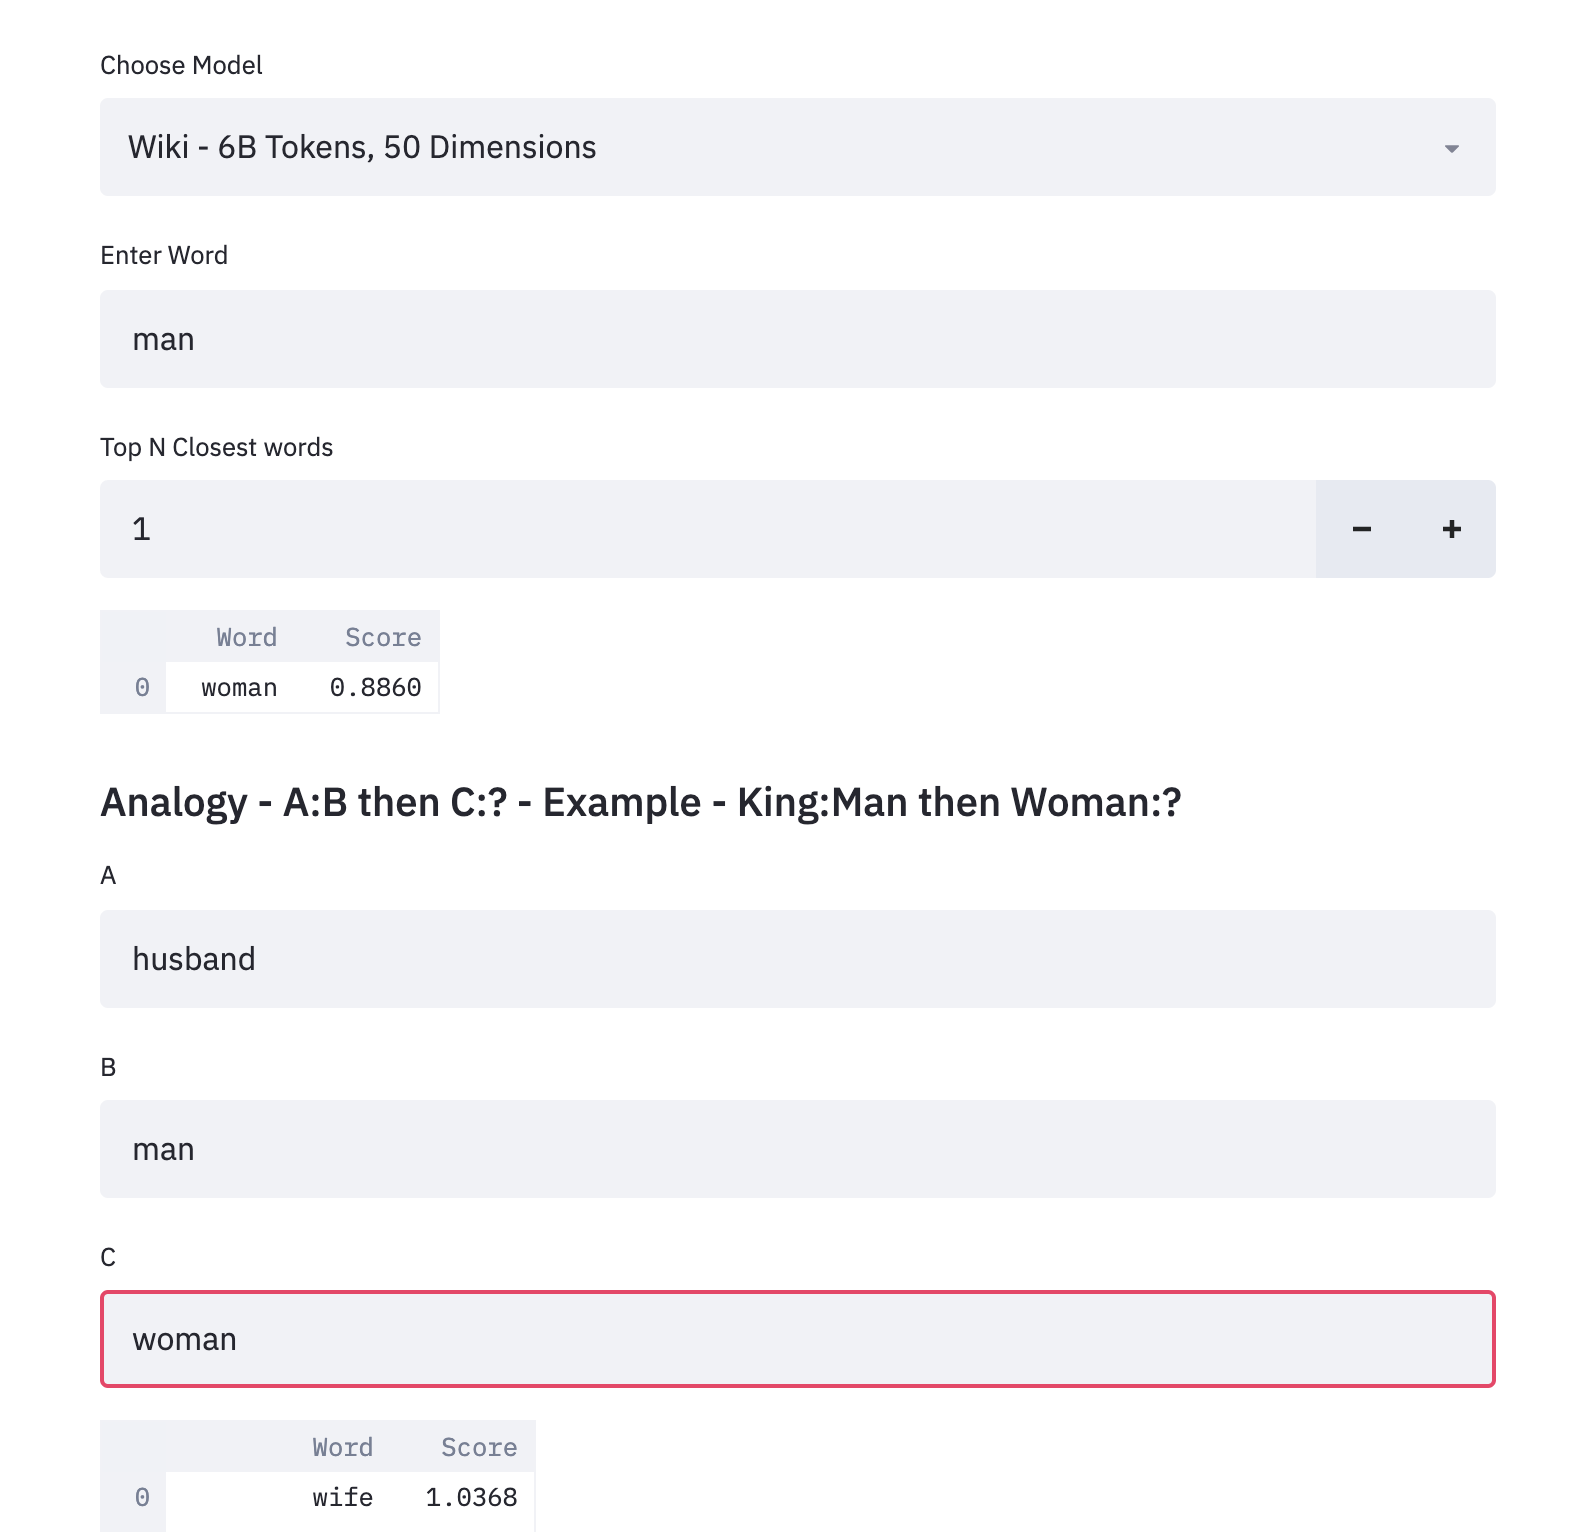 Choose Model
Wiki - 6B Tokens, 50 Dimensions
Enter Word
man
Top N Closest words
1 − +
Word Score
0 woman 0.8860
Analogy - A:B then C:? - Example - King:Man then Woman:?
A
husband
B
man
C
woman
Word Score
0 wife 1.0368